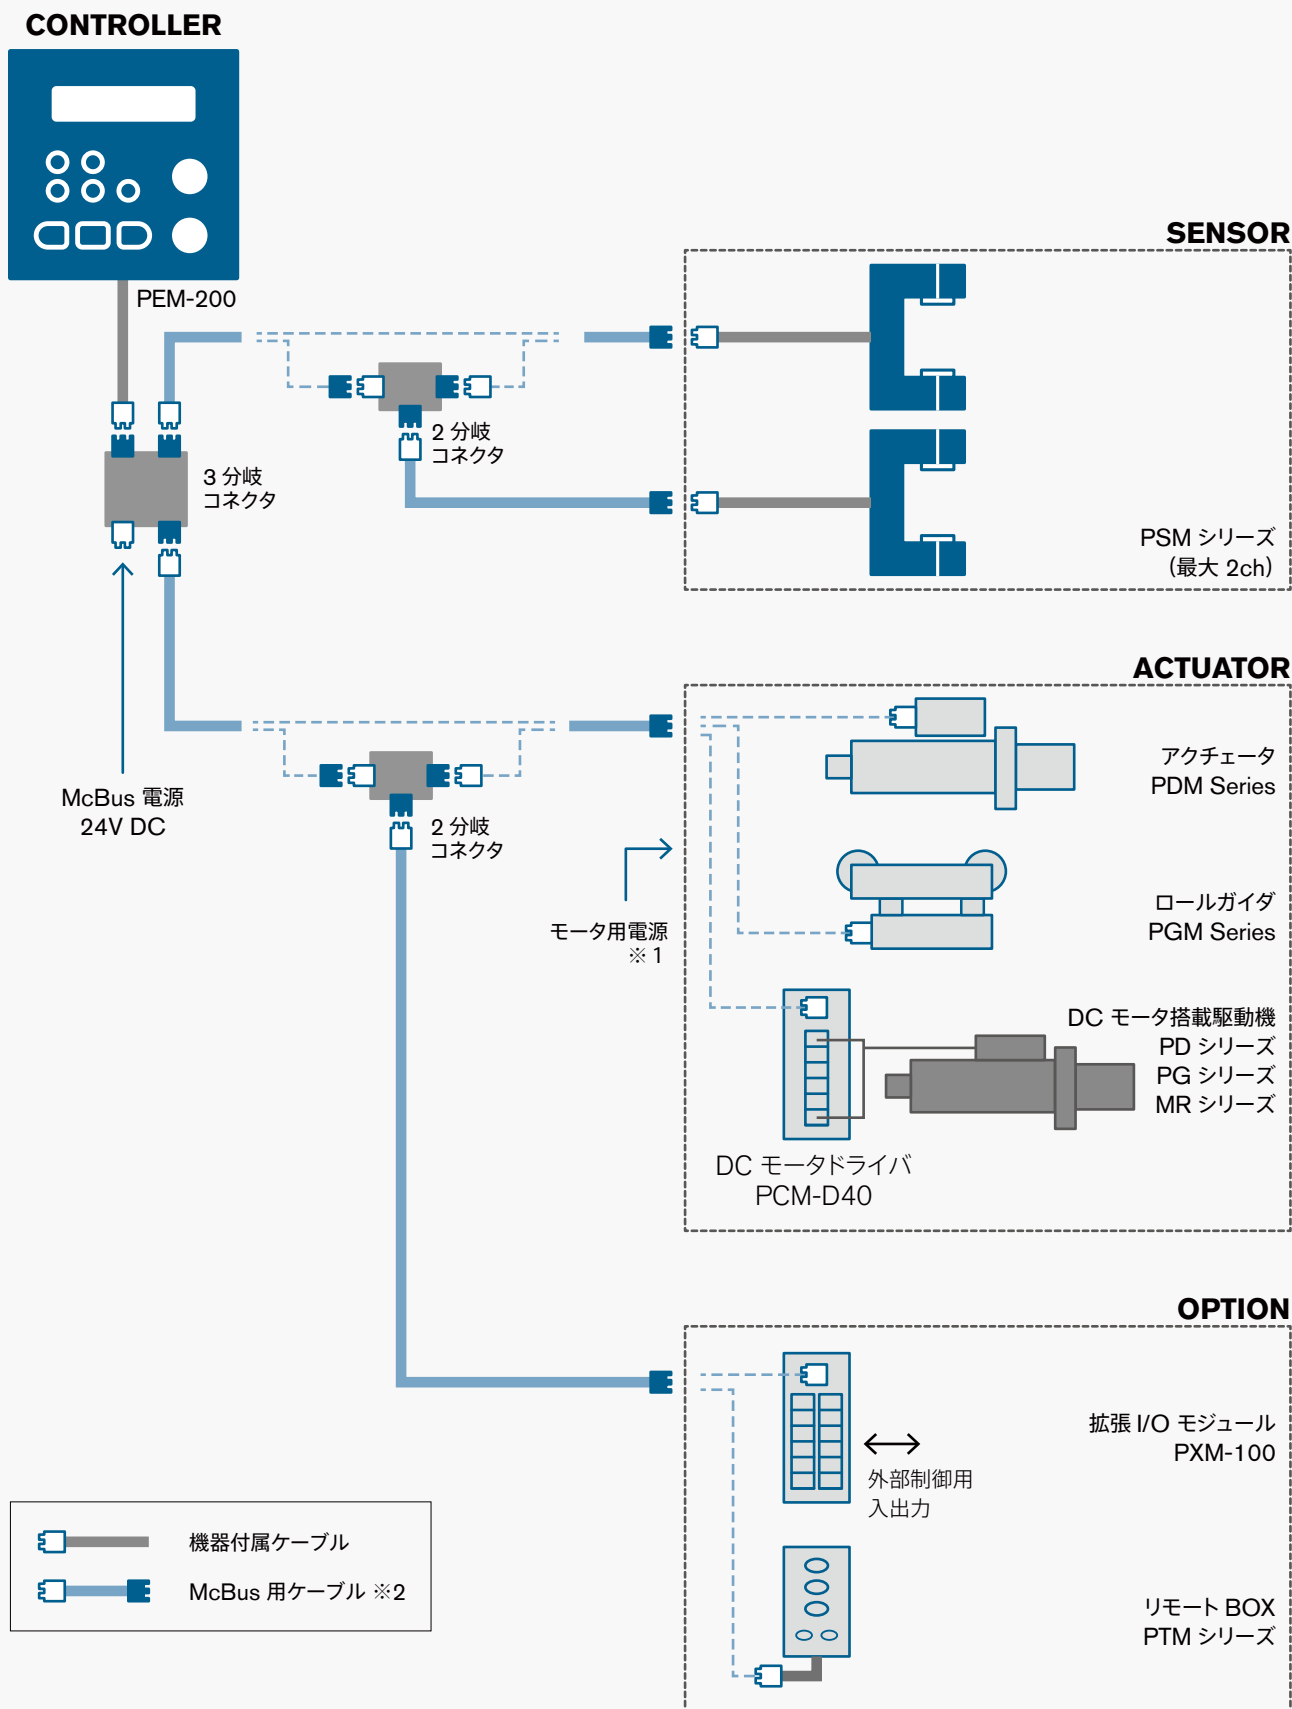 CONTROLLER
PEM-200
SENSOR
2 分岐
コネクタ
3 分岐
コネクタ
PSM シリーズ
(最大 2ch)
ACTUATOR
アクチェータ
PDM Series
McBus 電源
24V DC
2 分岐
コネクタ
ロールガイダ
PGM Series
モータ用電源
※ 1
DC モータ搭載駆動機
PD シリーズ
PG シリーズ
MR シリーズ
DC モータドライバ
PCM-D40
OPTION
拡張 I/O モジュール
PXM-100
外部制御用
入出力
機器付属ケーブル
McBus 用ケーブル ※2
リモート BOX
PTM シリーズ